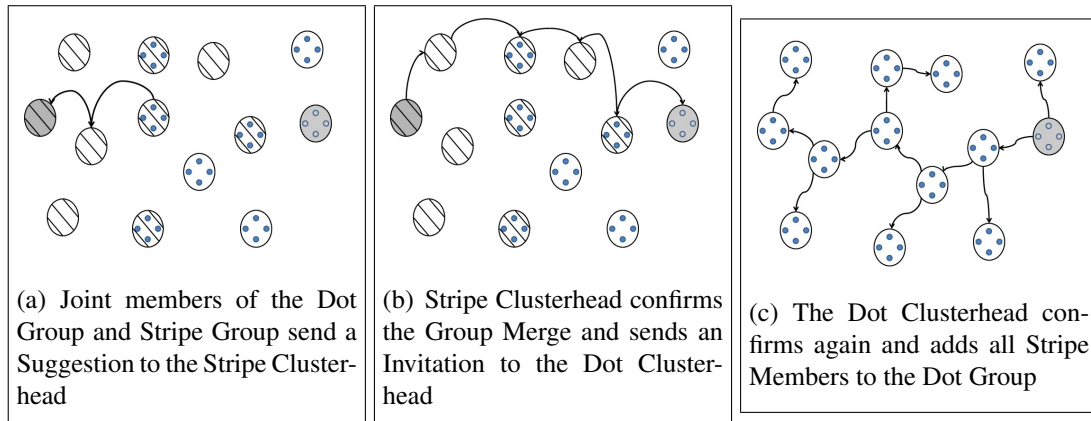 (a) Joint members of the Dot
Group and Stripe Group send a
Suggestion to the Stripe Cluster-
head
(b) Stripe Clusterhead confirms
the Group Merge and sends an
Invitation to the Dot Cluster-
head
(c) The Dot Clusterhead con-
firms again and adds all Stripe
Members to the Dot Group